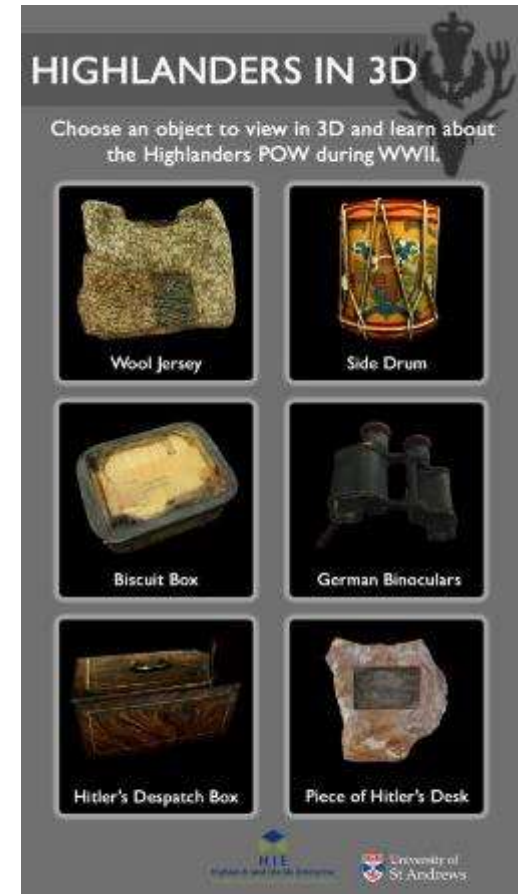 HIGHLANDERS IN 3D
Choose an object to view in 3D and learn about
the Highlanders POW during WWII.
Wool Jersey
Side Drum
Biscuit Box
German Binoculars
Hitler's Despatch Box
Piece of Hitler's Desk
H I E
University of
St Andrews